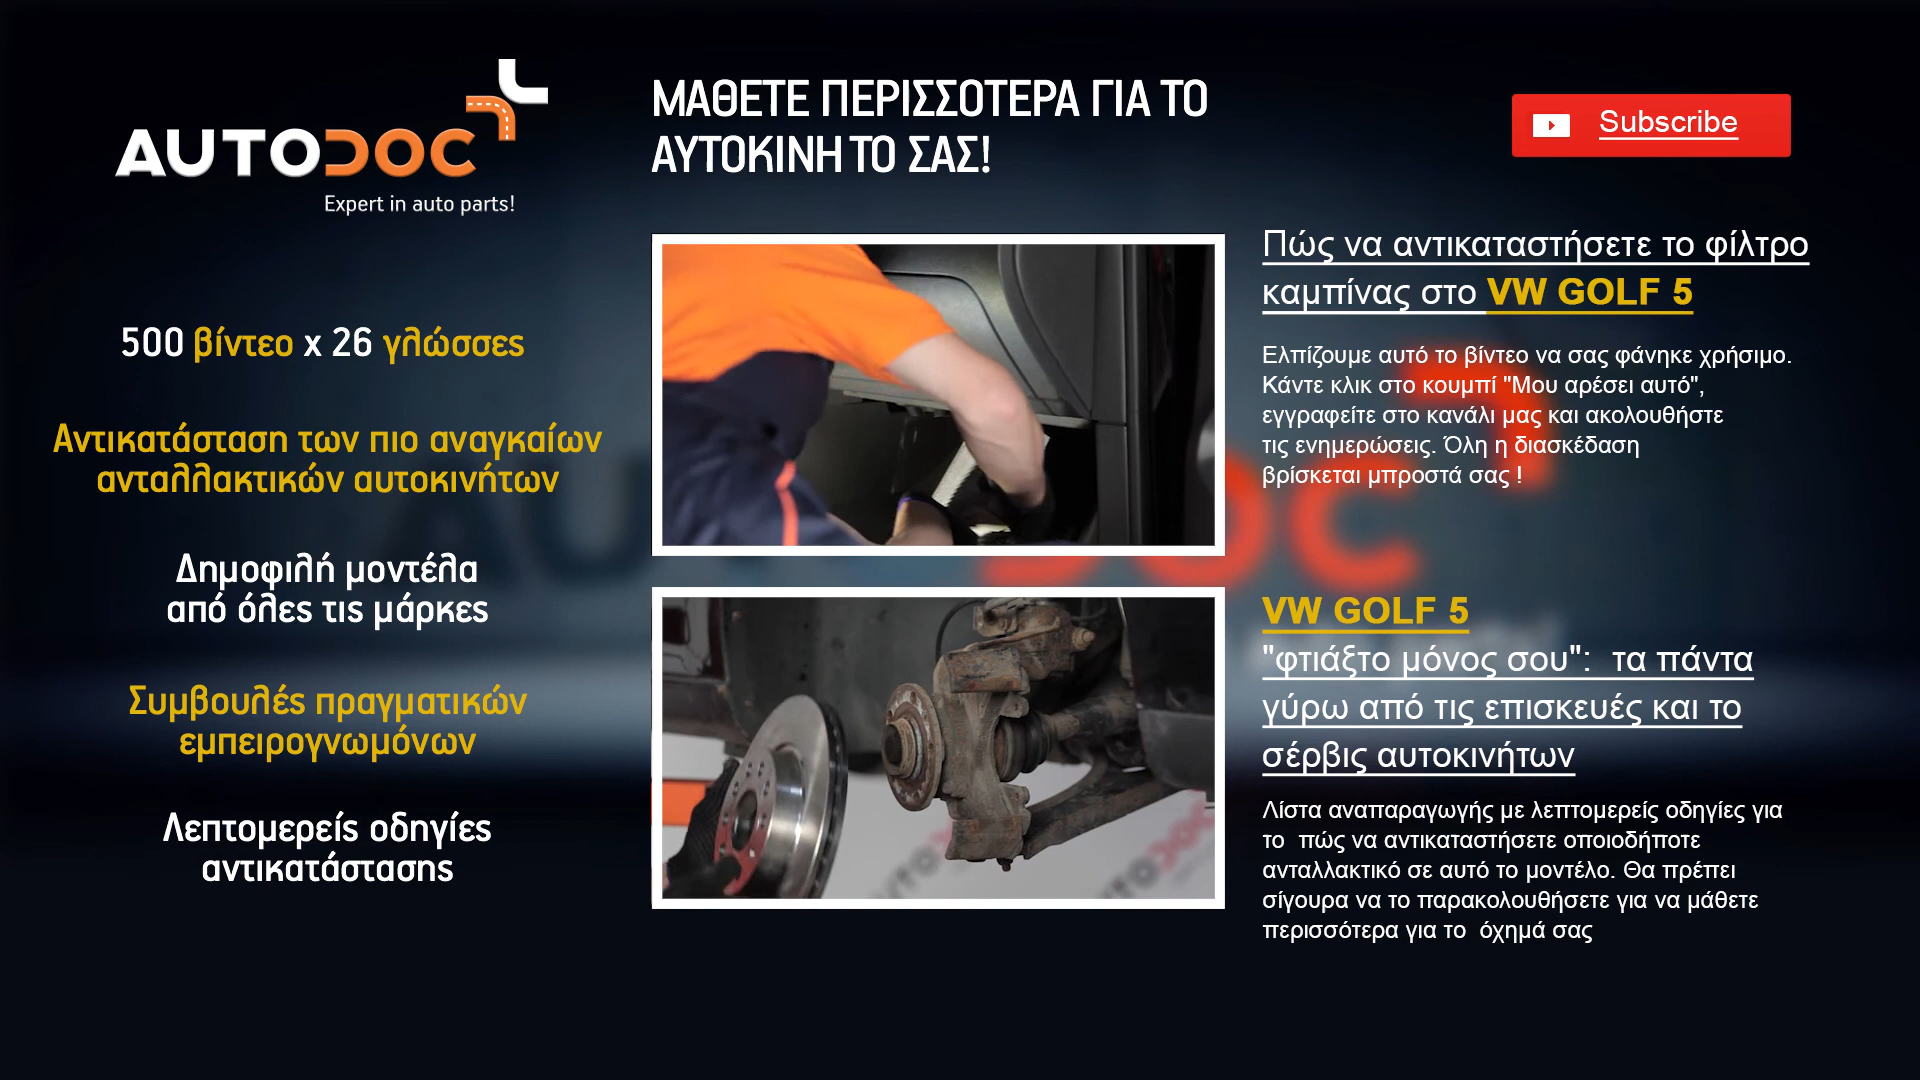 AUTODOC
Expert in auto parts!
ΜΑΘΕΤΕ ΠΕΡΙΣΣΟΤΕΡΑ ΓΙΑ ΤΟ
ΑΥΤΟΚΙΝΗΤΟ ΣΑΣ!
Subscribe
500 βίντεο x 26 γλώσσες
Αντικατάσταση των πιο αναγκαίων
ανταλλακτικών αυτοκινήτων
Δημοφιλή μοντέλα
από όλες τις μάρκες
Συμβουλές πραγματικών
εμπειρογνωμόνων
Λεπτομερείς οδηγίες
αντικατάστασης
Πώς να αντικαταστήσετε το φίλτρο
καμπίνας στο VW GOLF 5
Ελπίζουμε αυτό το βίντεο να σας φάνηκε χρήσιμο.
Κάντε κλικ στο κουμπί "Μου αρέσει αυτό",
εγγραφείτε στο κανάλι μας και ακολουθήστε
τις ενημερώσεις. Όλη η διασκέδαση
βρίσκεται μπροστά σας !
VW GOLF 5
"φτιάξτο μόνος σου":  τα πάντα
γύρω από τις επισκευές και το
σέρβις αυτοκινήτων
Λίστα αναπαραγωγής με λεπτομερείς οδηγίες για
το  πώς να αντικαταστήσετε οποιοδήποτε
ανταλλακτικό σε αυτό το μοντέλο. Θα πρέπει
σίγουρα να το παρακολουθήσετε για να μάθετε
περισσότερα για το  όχημά σας